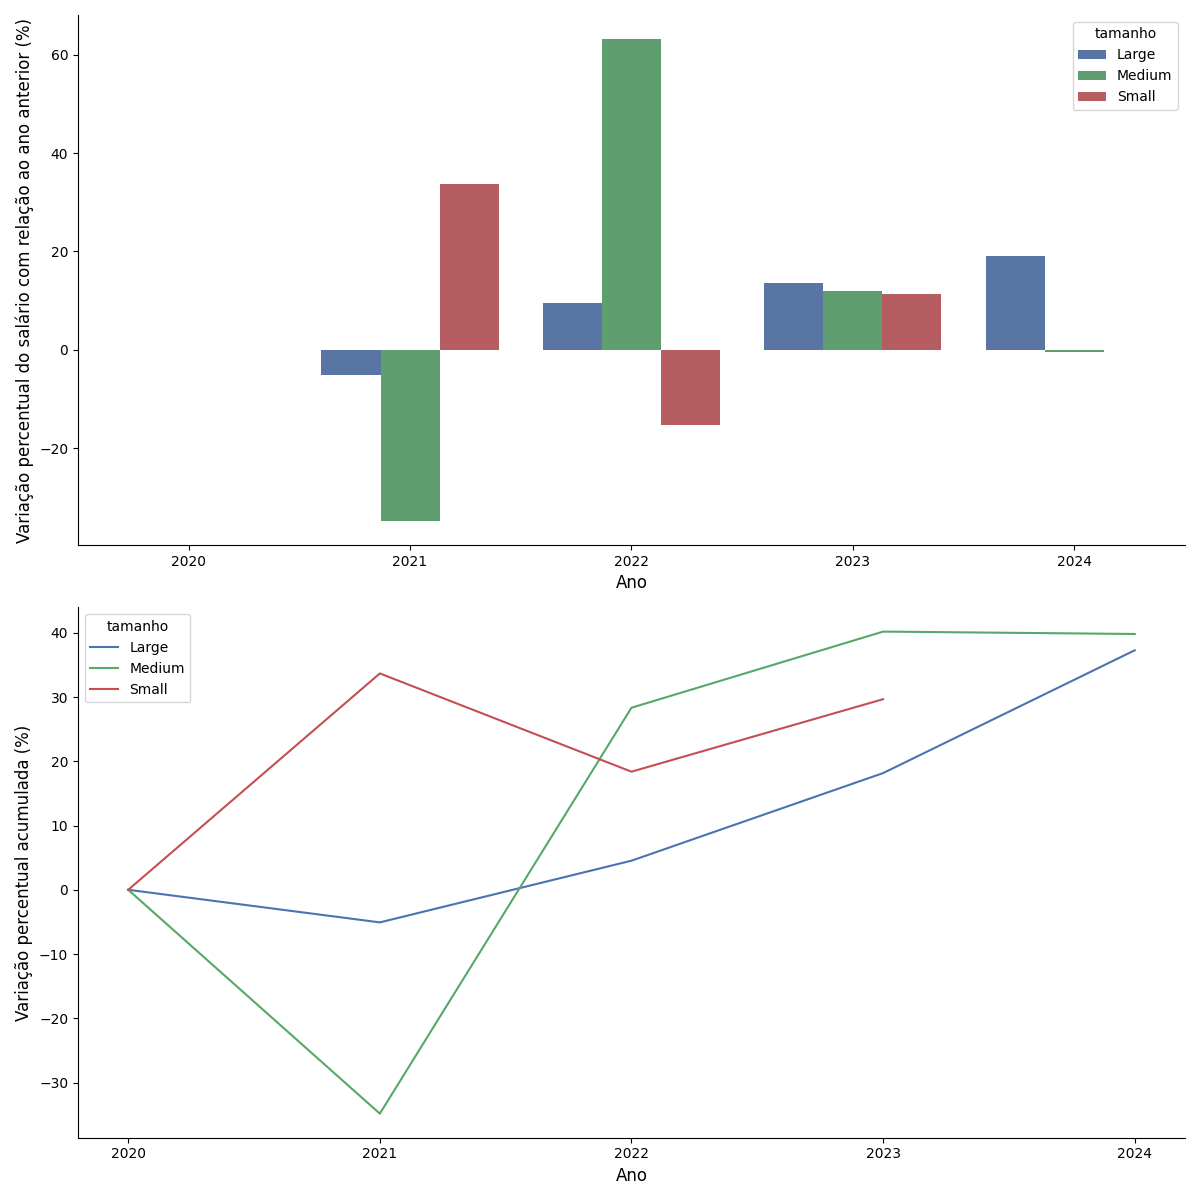 Variação percentual do salário com relação ao ano anterior (%)
60
40
20
0
−20
tamanho
Large
Medium
Small
2020 2021 2022 2023 2024
Ano
Variação percentual acumulada (%)
40
30
20
10
0
−10
−20
−30
tamanho
Large
Medium
Small
2020 2021 2022 2023 2024
Ano